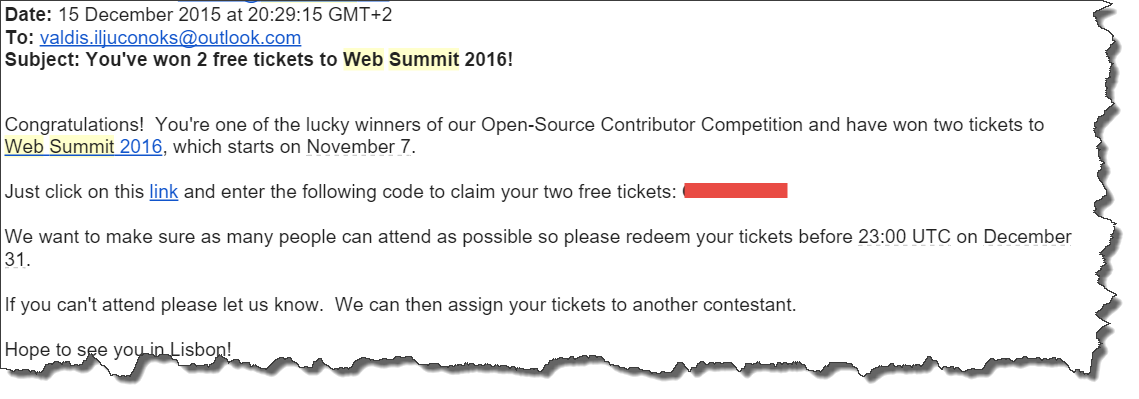 Date: 15 December 2015 at 20:29:15 GMT+2
To: valdis.iljuconoks@outlook.com
Subject: You've won 2 free tickets to Web Summit 2016!
Congratulations!  You're one of the lucky winners of our Open-Source Contributor Competition and have won two tickets to
Web Summit 2016, which starts on November 7.
Just click on this link and enter the following code to claim your two free tickets:
We want to make sure as many people can attend as possible so please redeem your tickets before 23:00 UTC on December
31.
If you can't attend please let us know.  We can then assign your tickets to another contestant.
Hope to see you in Lisbon!